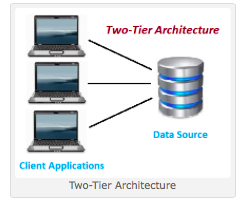 Two-Tier Architecture
Data Source
Client Applications
Two-Tier Architecture